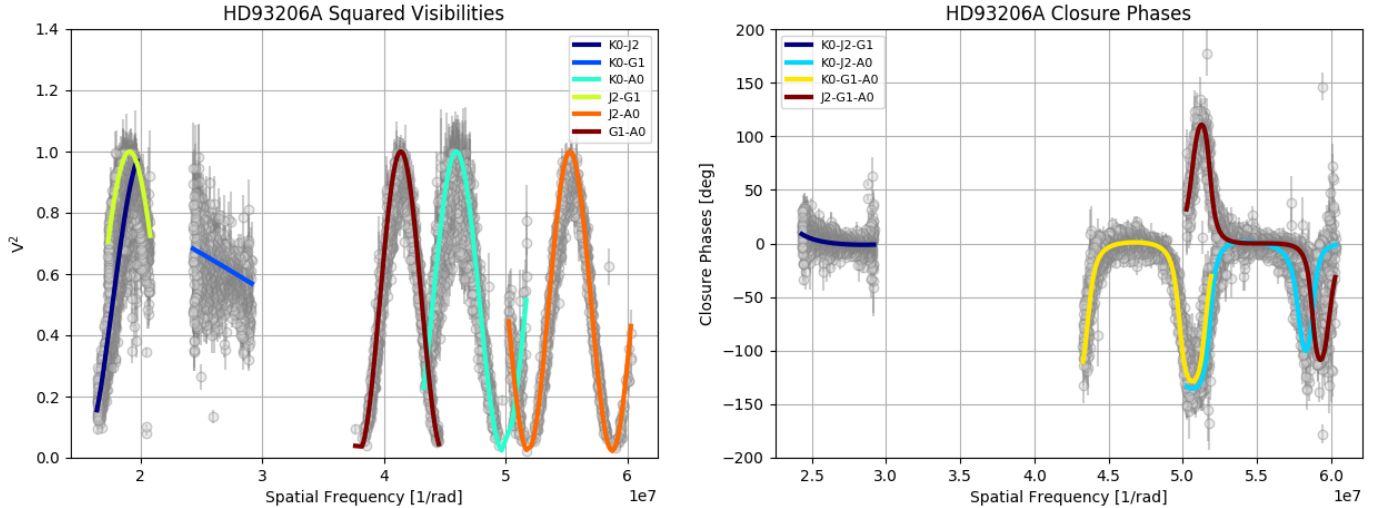 HD93206A Squared Visibilities
1.4
1.2
1.0
0.8
0.6
0.4
0.2
0.0
V²
K0-J2
K0-G1
K0-A0
J2-G1
J2-A0
G1-A0
2
3
4
5
6
1e7
Spatial Frequency [1/rad]
HD93206A Closure Phases
200
150
100
50
0
−50
−100
−150
−200
Closure Phases [deg]
K0-J2-G1
K0-J2-A0
K0-G1-A0
J2-G1-A0
2.5
3.0
3.5
4.0
4.5
5.0
5.5
6.0
1e7
Spatial Frequency [1/rad]